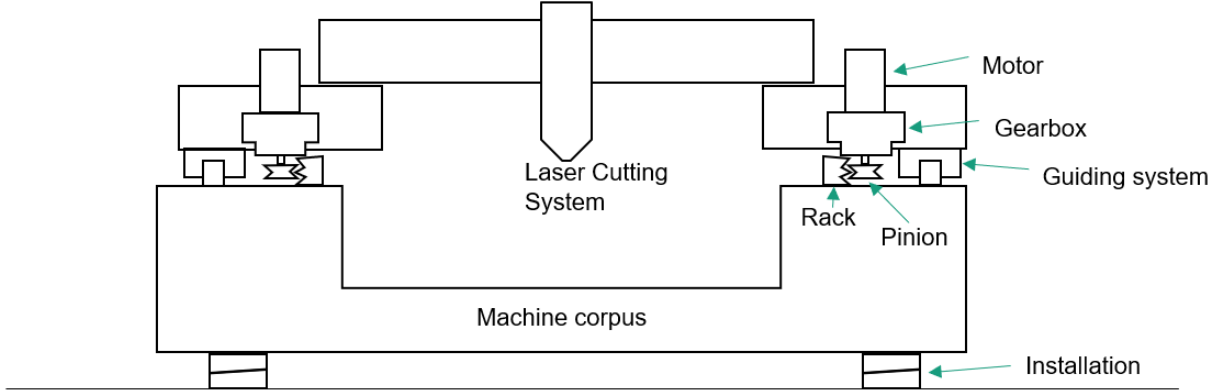 Motor
Gearbox
Laser Cutting
System
Guiding system
Rack
Pinion
Machine corpus
Installation